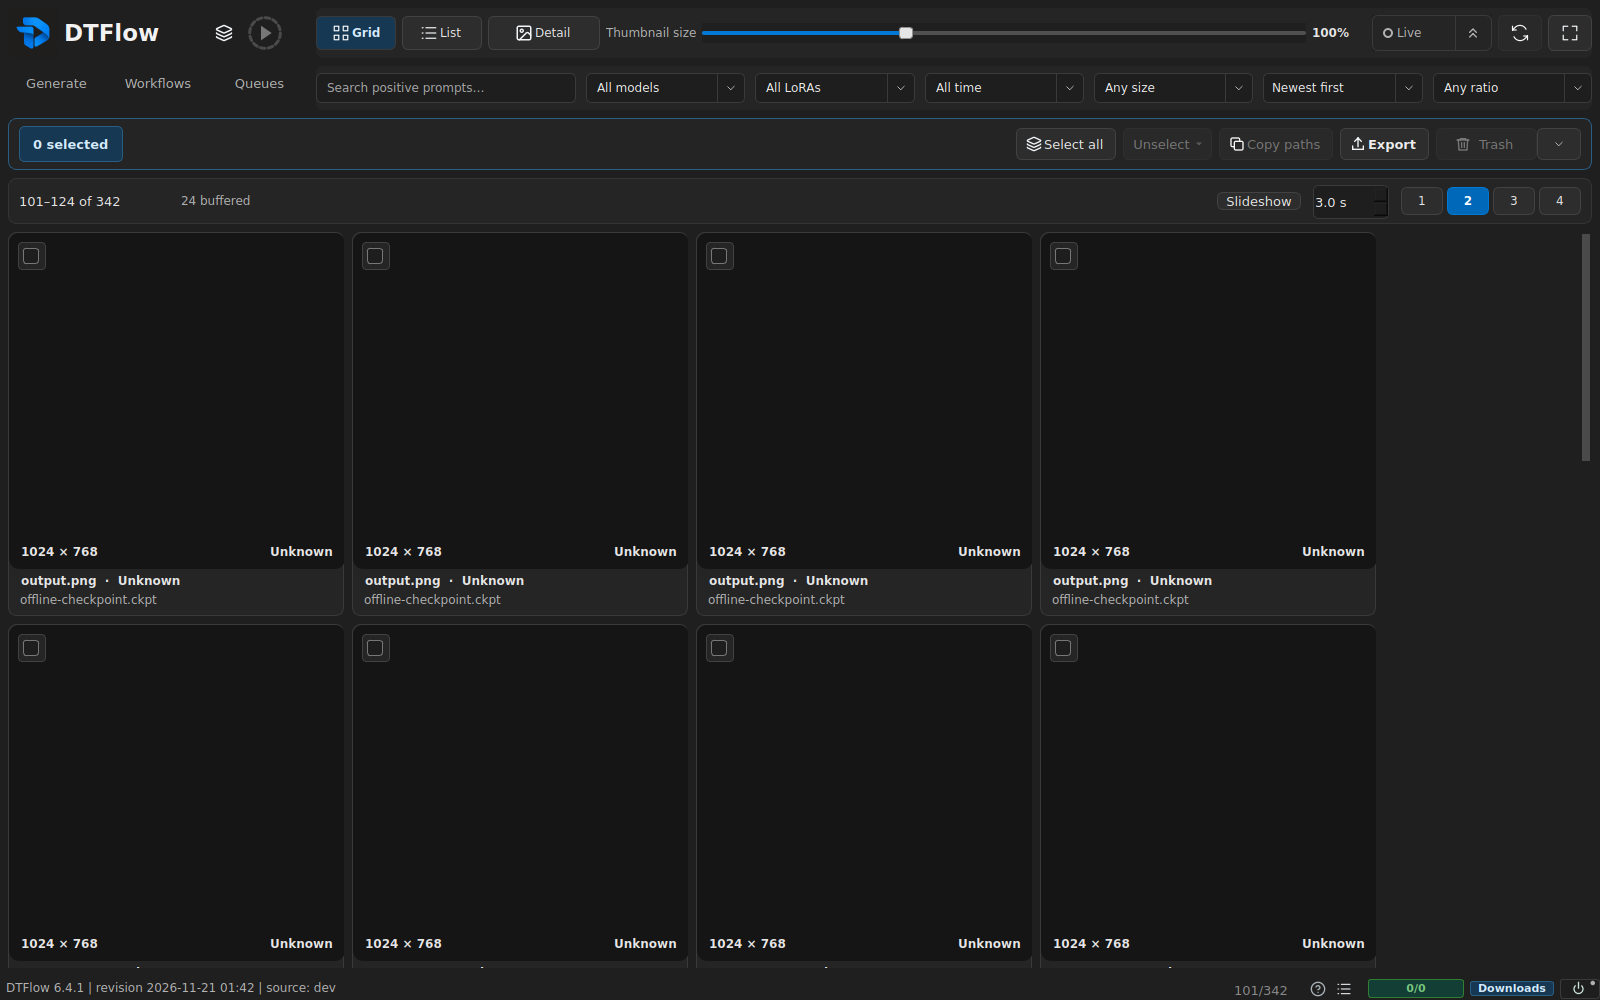 DTFlow
Grid
List
Detail
Thumbnail size
100%
Live
Generate
Workflows
Queues
Search positive prompts...
All models
All LoRAs
All time
Any size
Newest first
Any ratio
0 selected
Select all
Unselect
Copy paths
Export
Trash
101–124 of 342
24 buffered
Slideshow
3.0 s
1
2
3
4
1024 × 768
Unknown
1024 × 768
Unknown
1024 × 768
Unknown
1024 × 768
Unknown
output.png · Unknown
output.png · Unknown
output.png · Unknown
output.png · Unknown
offline-checkpoint.ckpt
offline-checkpoint.ckpt
offline-checkpoint.ckpt
offline-checkpoint.ckpt
1024 × 768
Unknown
1024 × 768
Unknown
1024 × 768
Unknown
1024 × 768
Unknown
DTFlow 6.4.1 | revision 2026-11-21 01:42 | source: dev
101/342
0/0
Downloads